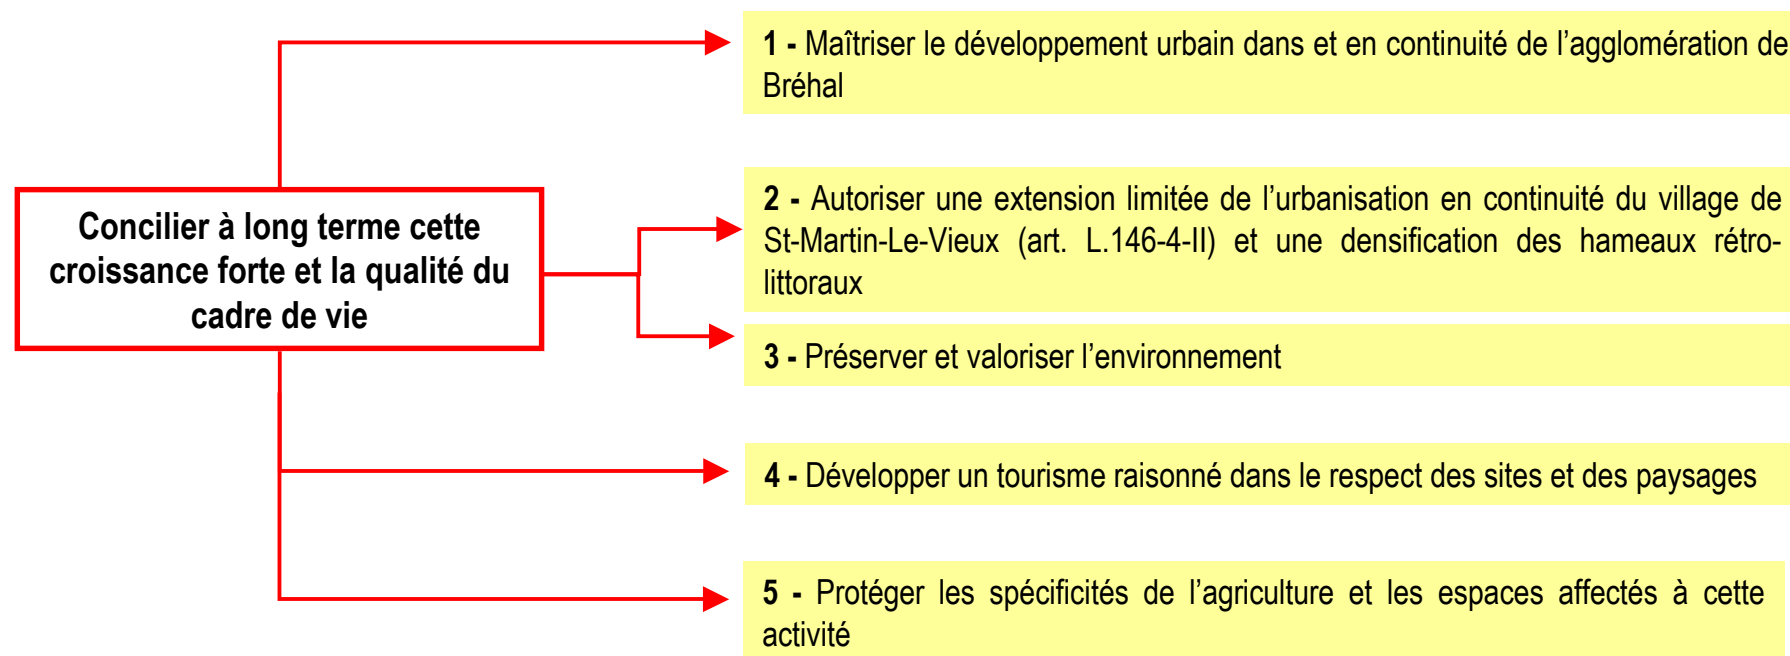 1 - Maîtriser le développement urbain dans et en continuité de l’agglomération de
Bréhal
Concilier à long terme cette
croissance forte et la qualité du
cadre de vie
2 - Autoriser une extension limitée de l’urbanisation en continuité du village de
St-Martin-Le-Vieux (art. L.146-4-II) et une densification des hameaux rétro-
littoraux
3 - Préserver et valoriser l’environnement
4 - Développer un tourisme raisonné dans le respect des sites et des paysages
5 - Protéger les spécificités de l’agriculture et les espaces affectés à cette
activité